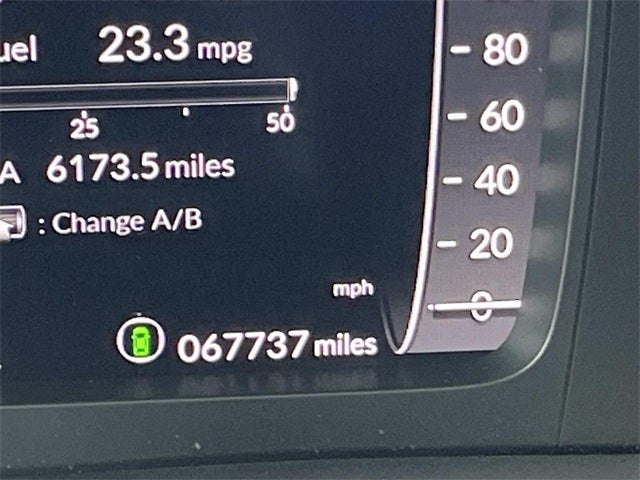 uel 23.3 mpg
25 50
A 6173.5 miles
: Change A/B
mph
067737 miles
80
60
40
20
0